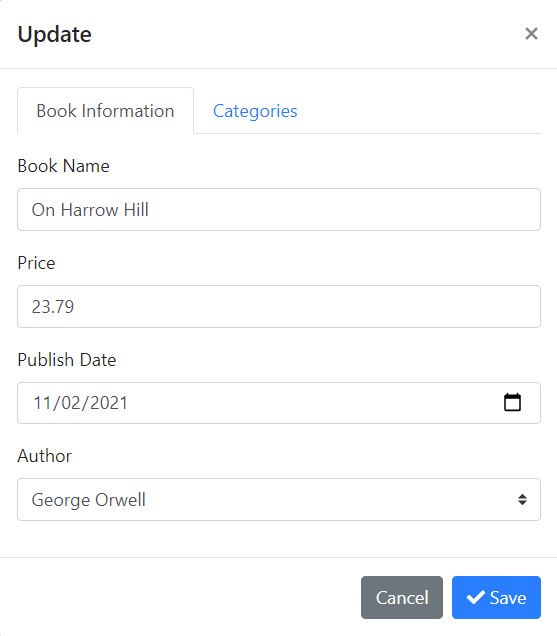 Update ×
Book Information Categories
Book Name
On Harrow Hill
Price
23.79
Publish Date
11/02/2021
Author
George Orwell
Cancel Save